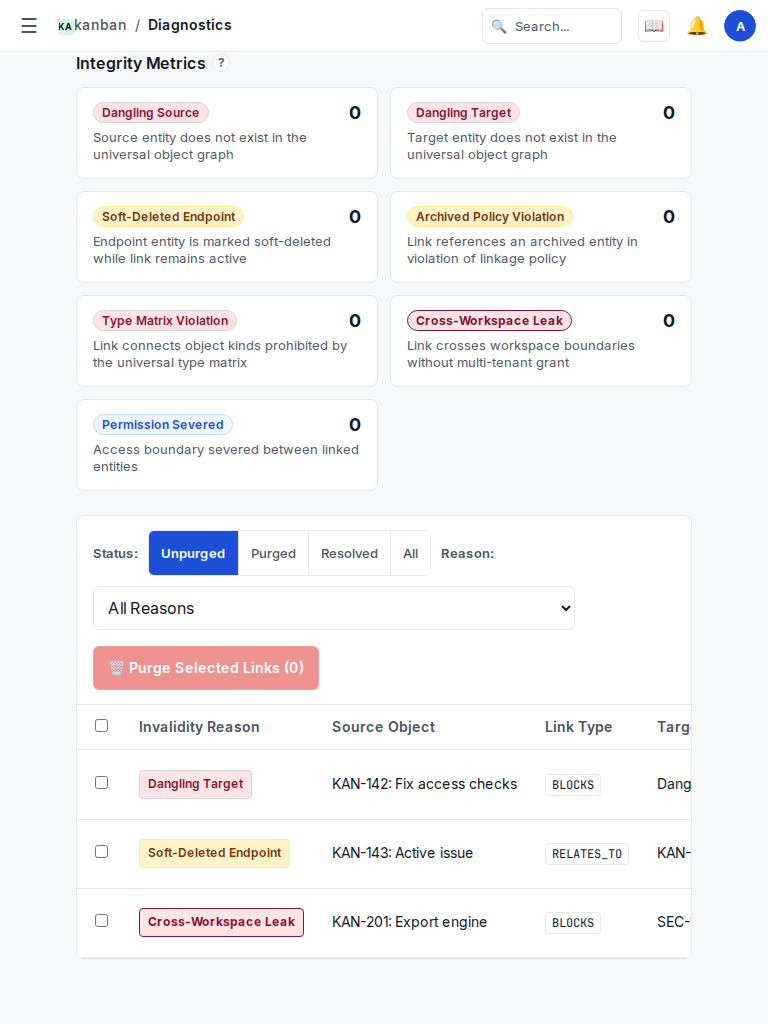 ☰ KA kanban / Diagnostics 🔍 Search... 📖 🔔 A
Integrity Metrics ?
Dangling Source 0
Source entity does not exist in the
universal object graph
Dangling Target 0
Target entity does not exist in the
universal object graph
Soft-Deleted Endpoint 0
Endpoint entity is marked soft-deleted
while link remains active
Archived Policy Violation 0
Link references an archived entity in
violation of linkage policy
Type Matrix Violation 0
Link connects object kinds prohibited by
the universal type matrix
Cross-Workspace Leak 0
Link crosses workspace boundaries
without multi-tenant grant
Permission Severed 0
Access boundary severed between linked
entities
Status: Unpurged Purged Resolved All Reason:
All Reasons
🗑️ Purge Selected Links (0)
Invalidity Reason Source Object Link Type Targ
Dangling Target KAN-142: Fix access checks BLOCKS Dang
Soft-Deleted Endpoint KAN-143: Active issue RELATES_TO KAN-
Cross-Workspace Leak KAN-201: Export engine BLOCKS SEC-